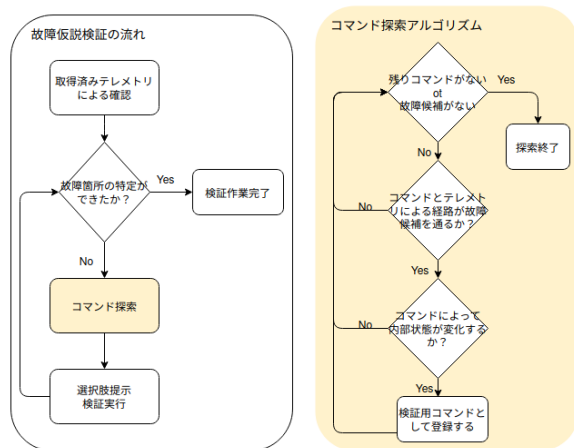 故障仮説検証の流れ
取得済みテレメトリ
による確認
故障箇所の特定が
できたか？
Yes
検証作業完了
No
コマンド探索
選択肢提示
検証実行
コマンド探索アルゴリズム
残りコマンドがない
ot
故障候補がない
Yes
探索終了
No
コマンドとテレメト
リによる経路が故障
候補を通るか？
No
Yes
コマンドによって
内部状態が変化する
か？
No
Yes
検証用コマンドと
して登録する